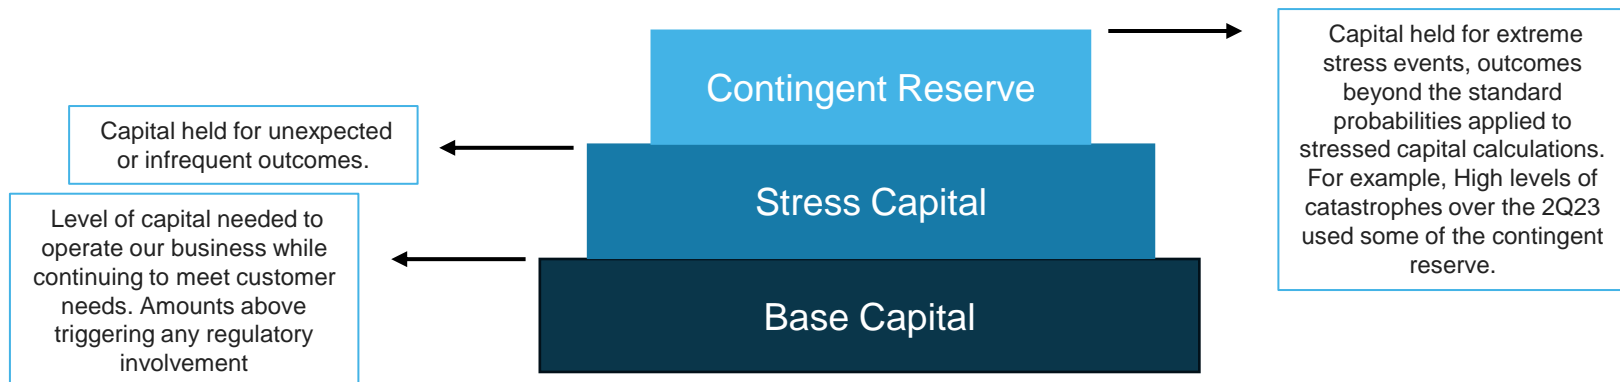 Contingent Reserve
Capital held for extreme
stress events, outcomes
beyond the standard
probabilities applied to
stressed capital calculations.
For example, High levels of
catastrophes over the 2Q23
used some of the contingent
reserve.
Capital held for unexpected
or infrequent outcomes.
Stress Capital
Level of capital needed to
operate our business while
continuing to meet customer
needs. Amounts above
triggering any regulatory
involvement
Base Capital